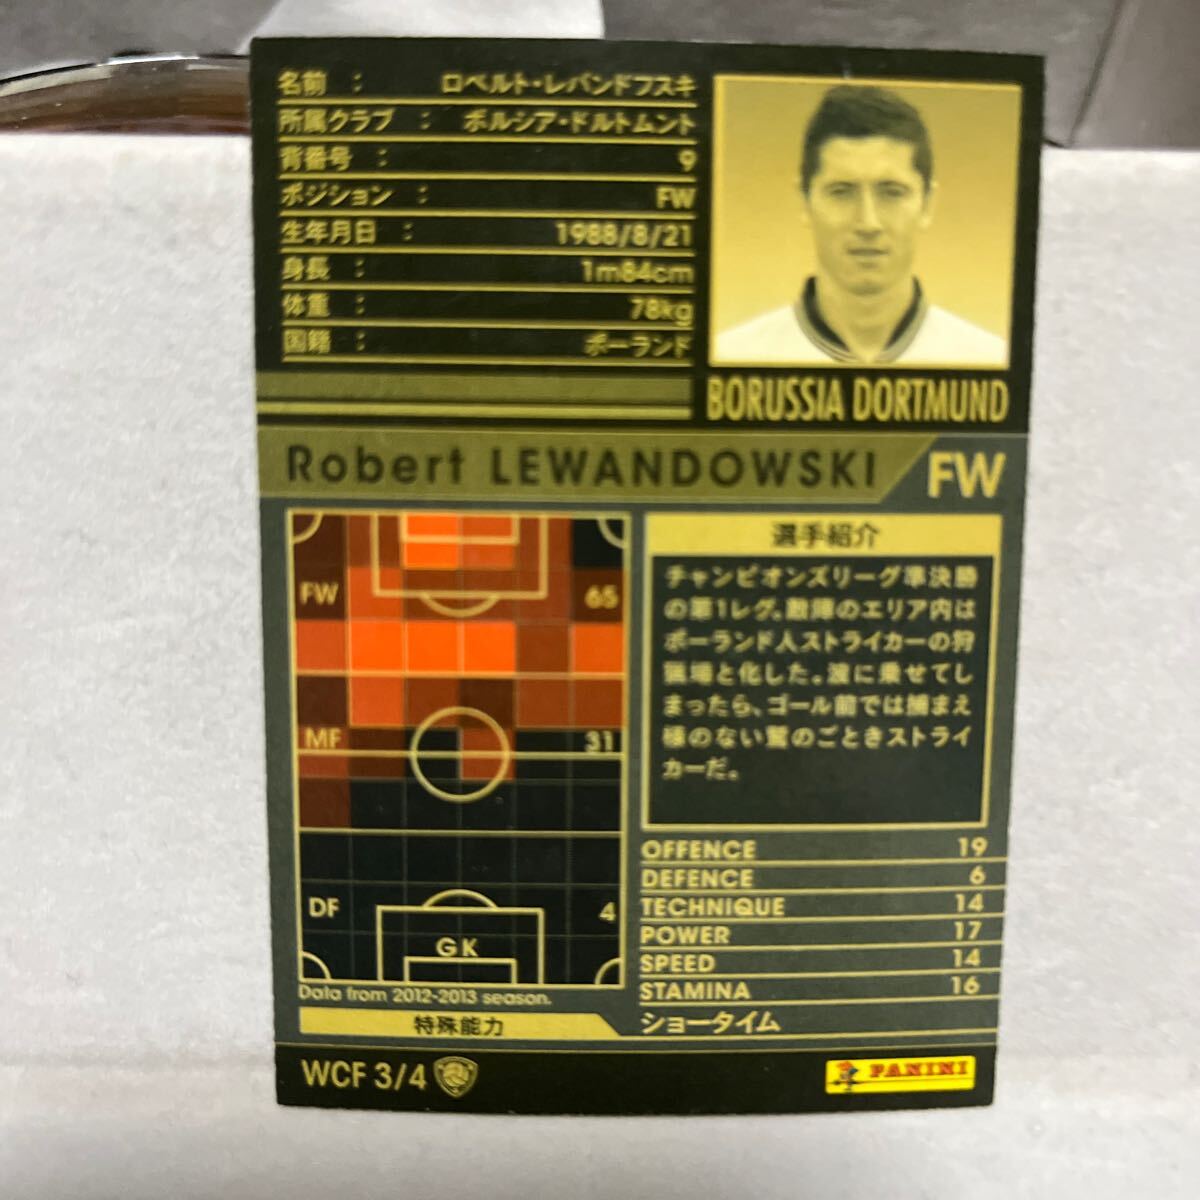 名前 : ロベルト・レバンドフスキ
所属クラブ : ボルシア・ドルトムント
背番号 : 9
ポジション : FW
生年月日 : 1988/8/21
身長 : 1m84cm
体重 : 78kg
国籍 : ポーランド
BORUSSIA DORTMUND
Robert LEWANDOWSKI FW
FW 65
MF 31
DF 4
GK
Data from 2012-2013 season.
選手紹介
チャンピオンズリーグ準決勝
の第1レグ。敵陣のエリア内は
ポーランド人ストライカーの狩
猟場と化した。波に乗せてし
まったら、ゴール前では捕まえ
様のない鷲のごときストライ
カーだ。
OFFENCE 19
DEFENCE 6
TECHNIQUE 14
POWER 17
SPEED 14
STAMINA 16
特殊能力 ショータイム
WCF 3/4
PANINI